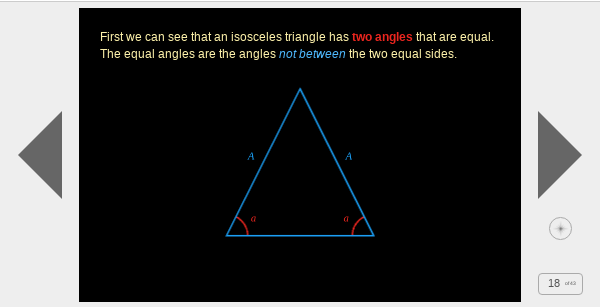 First we can see that an isosceles triangle has two angles that are equal.
The equal angles are the angles not between the two equal sides.
A A
a a
18 of 43